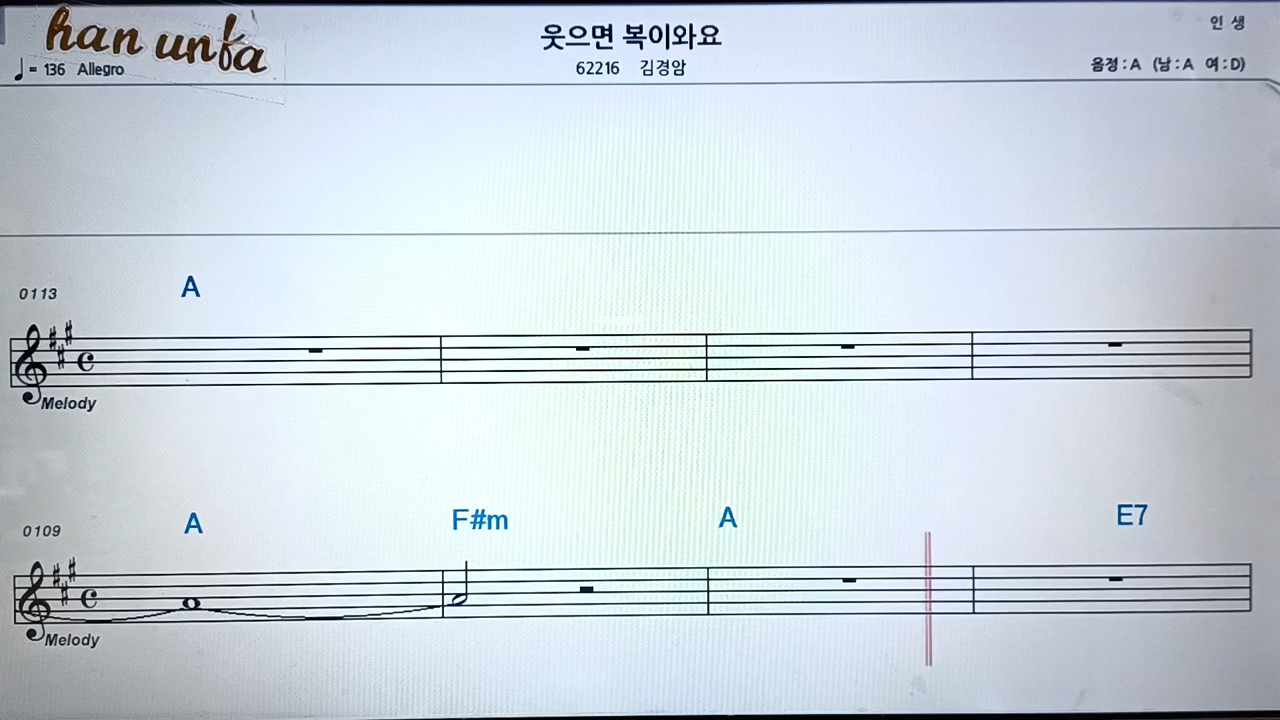 han unfa
웃으면 복이와요
인 생
♩= 136 Allegro
62216 김경암
음정:A (남:A 여:D)
0113
A
Melody
0109
A F#m A E7
Melody